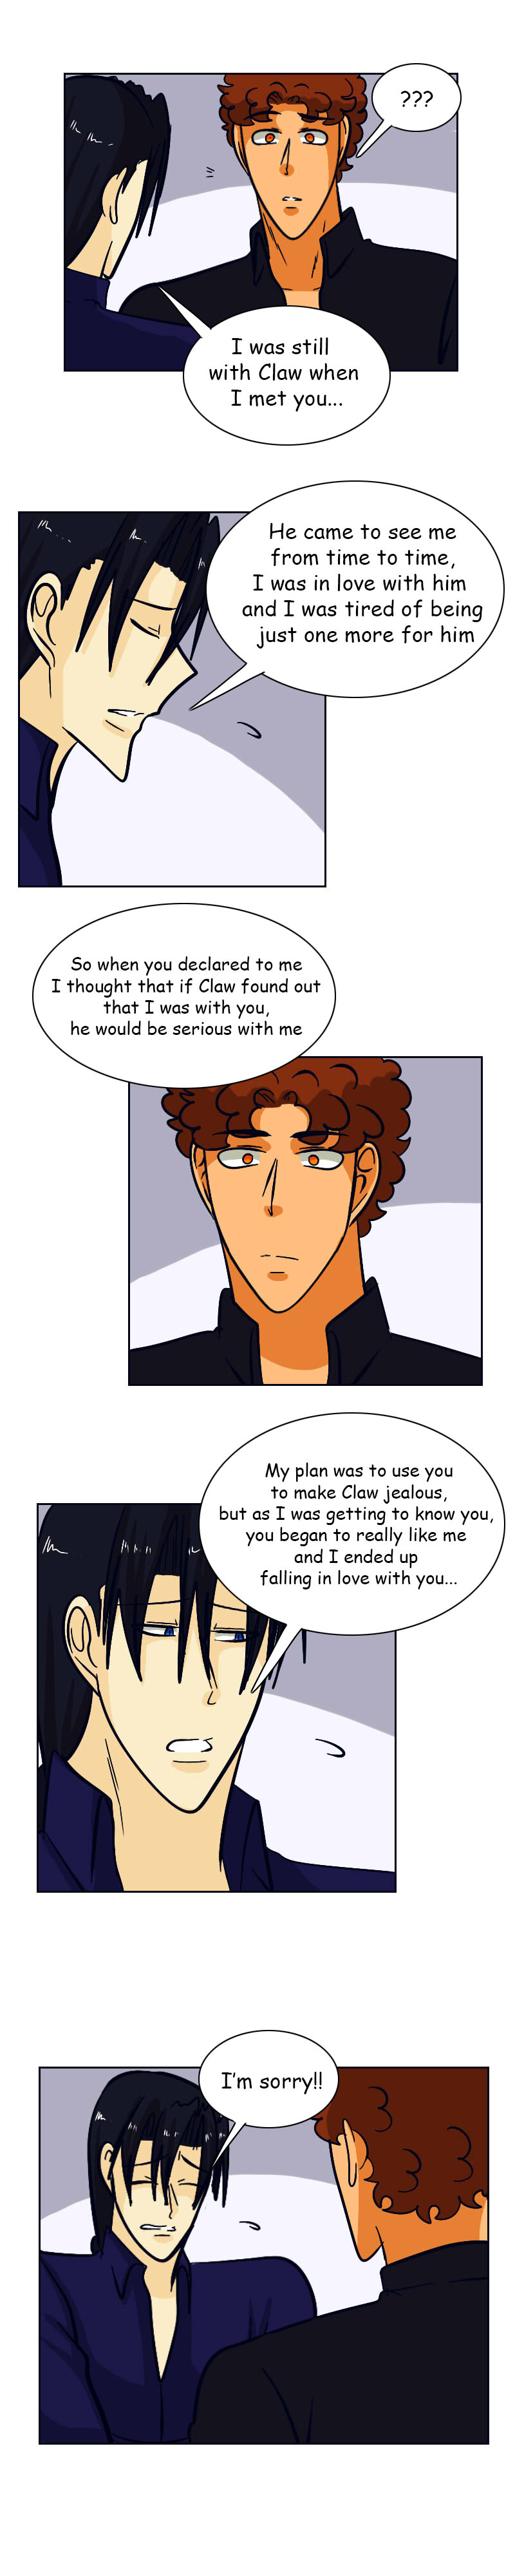 ???
I was still
with Claw when
I met you...
He came to see me
from time to time,
I was in love with him
and I was tired of being
just one more for him
So when you declared to me
I thought that if Claw found out
that I was with you,
he would be serious with me
My plan was to use you
to make Claw jealous,
but as I was getting to know you,
you began to really like me
and I ended up
falling in love with you...
I'm sorry!!